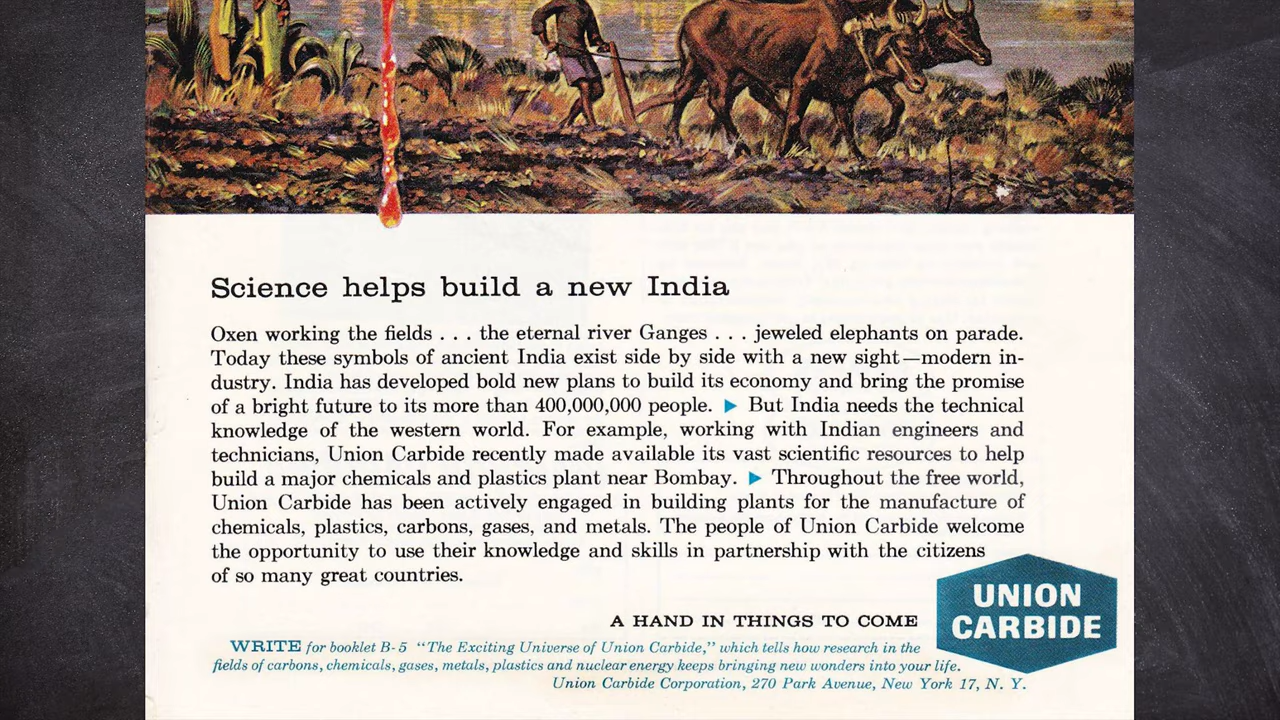 Science helps build a new India
Oxen working the fields . . . the eternal river Ganges . . . jeweled elephants on parade.
Today these symbols of ancient India exist side by side with a new sight—modern in-
dustry. India has developed bold new plans to build its economy and bring the promise
of a bright future to its more than 400,000,000 people. ► But India needs the technical
knowledge of the western world. For example, working with Indian engineers and
technicians, Union Carbide recently made available its vast scientific resources to help
build a major chemicals and plastics plant near Bombay. ► Throughout the free world,
Union Carbide has been actively engaged in building plants for the manufacture of
chemicals, plastics, carbons, gases, and metals. The people of Union Carbide welcome
the opportunity to use their knowledge and skills in partnership with the citizens
of so many great countries.
A HAND IN THINGS TO COME
UNION
CARBIDE
WRITE for booklet B-5 “The Exciting Universe of Union Carbide,” which tells how research in the
fields of carbons, chemicals, gases, metals, plastics and nuclear energy keeps bringing new wonders into your life.
Union Carbide Corporation, 270 Park Avenue, New York 17, N. Y.